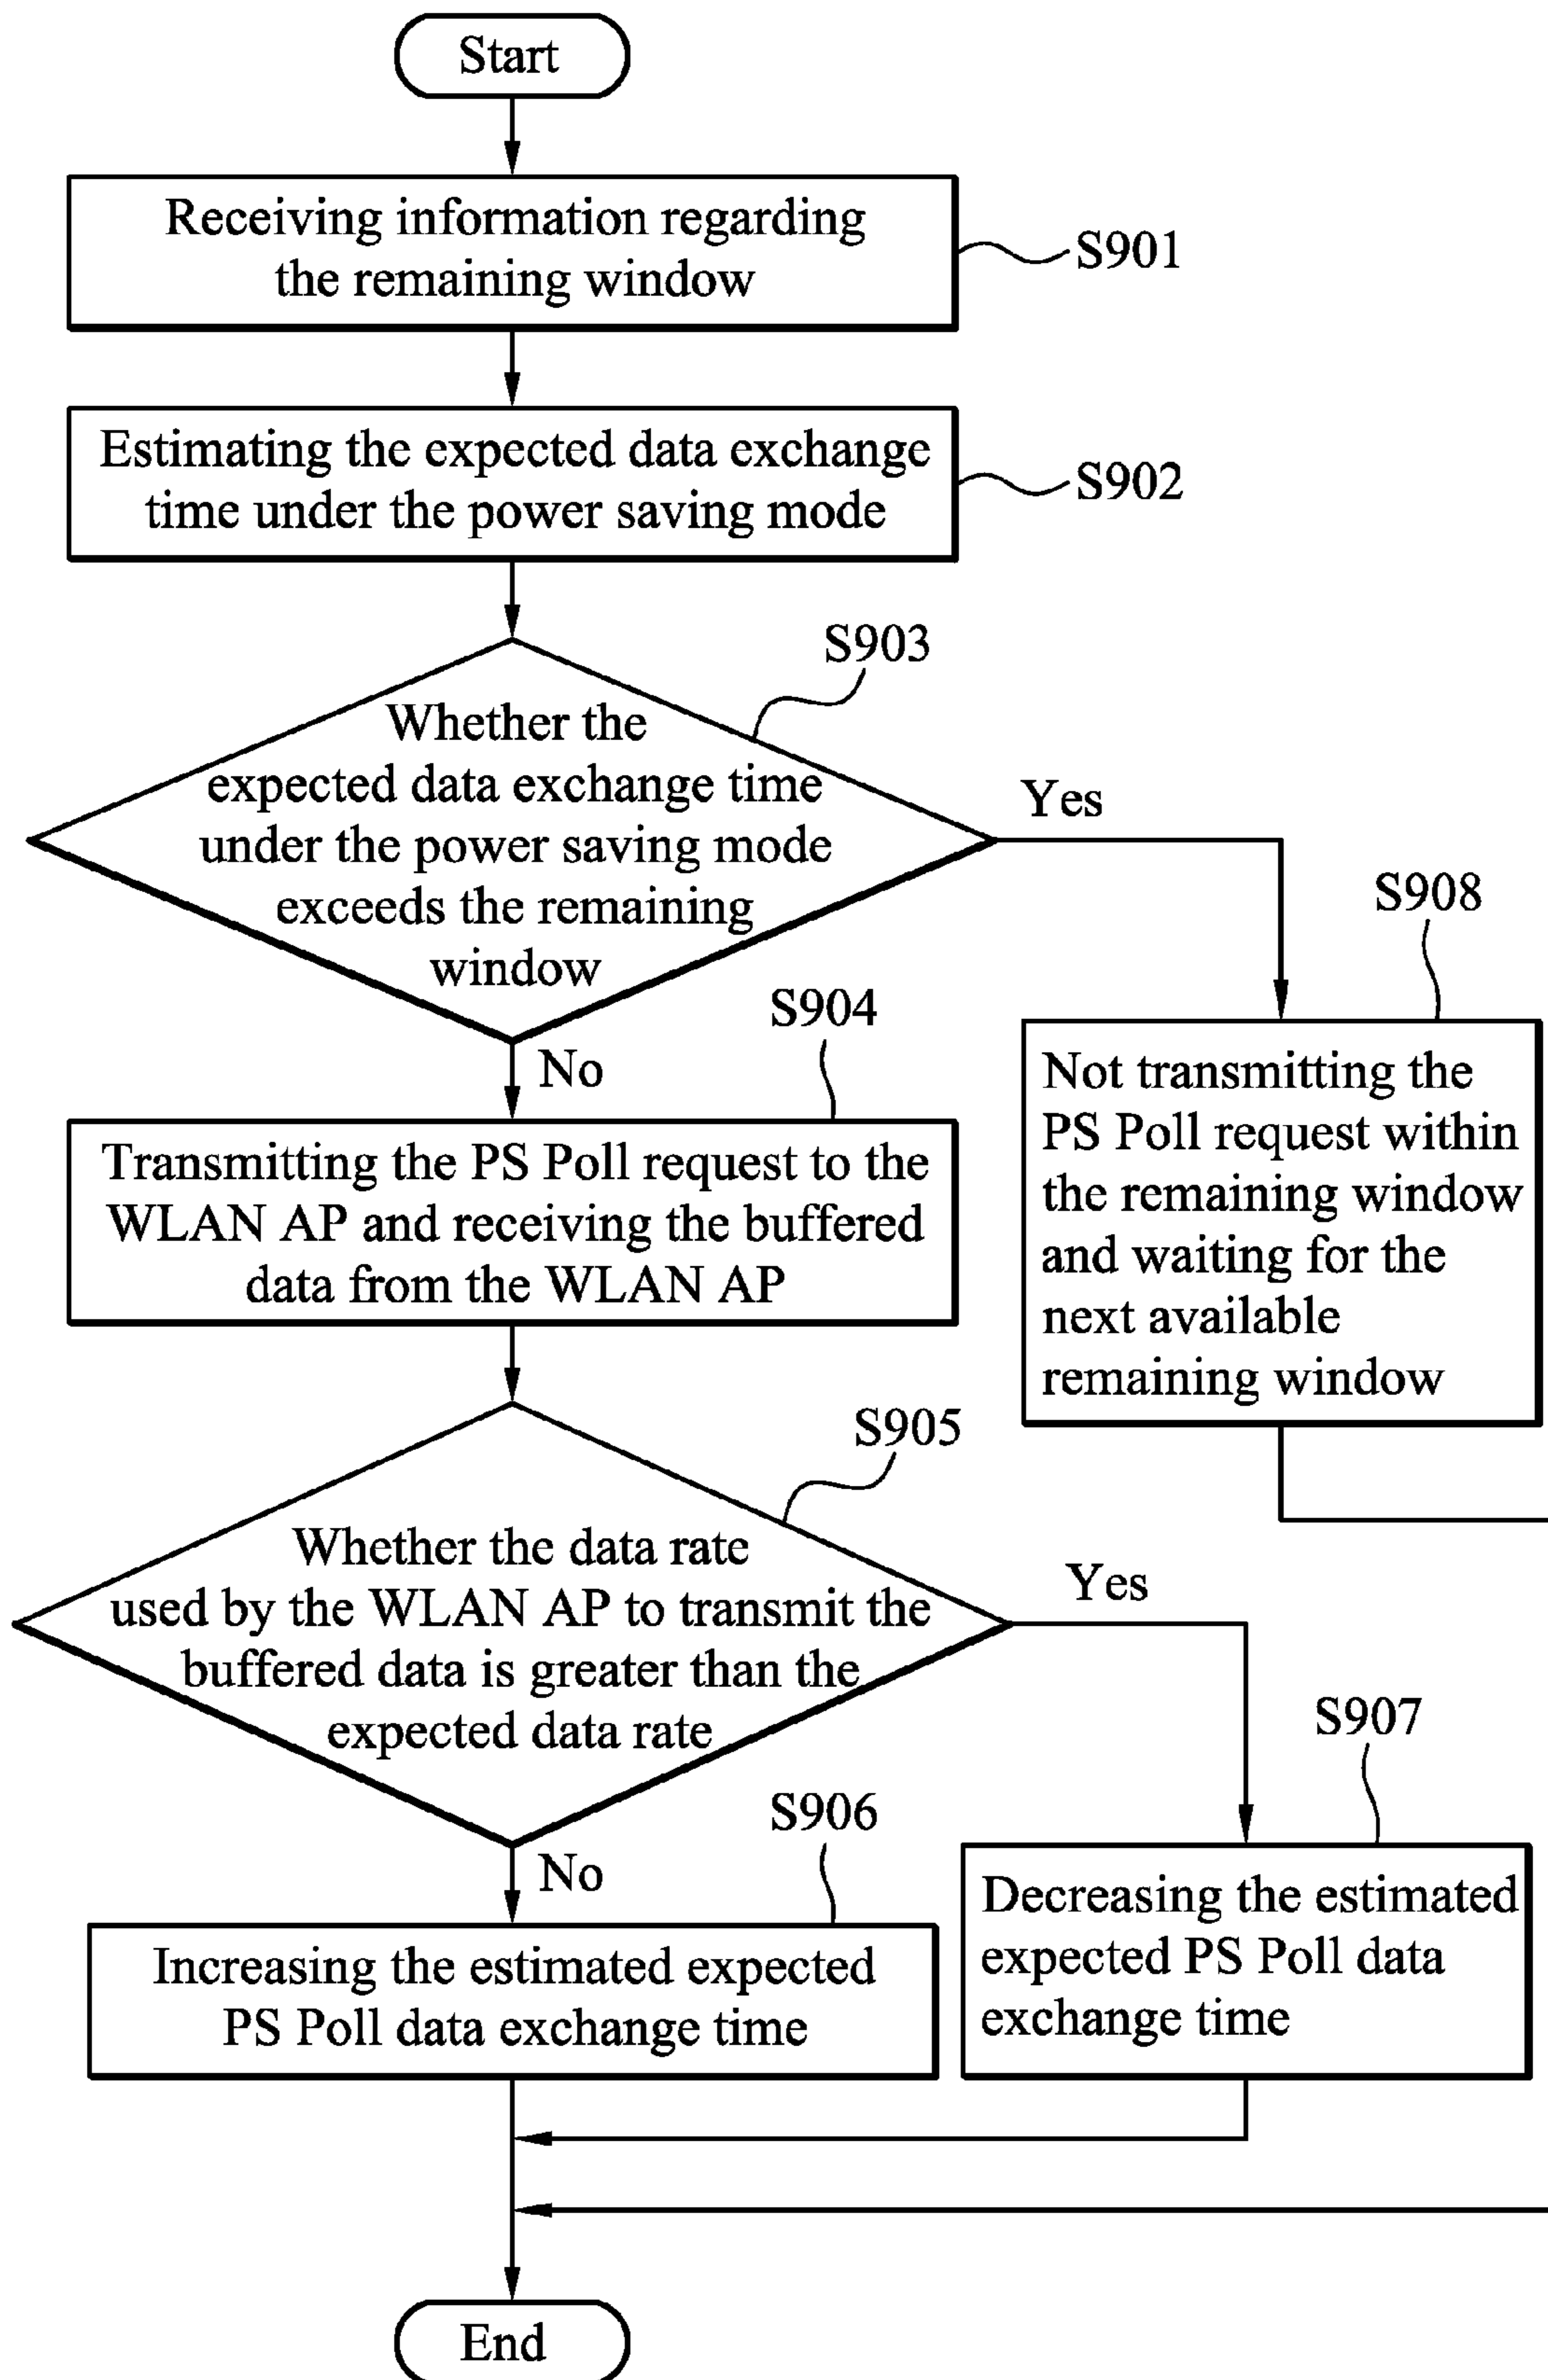 Start
Receiving information regarding
the remaining window
S901
Estimating the expected data exchange
time under the power saving mode
S902
S903
Whether the
expected data exchange time
under the power saving mode
exceeds the remaining
window
Yes
No
S908
Not transmitting the
PS Poll request within
the remaining window
and waiting for the
next available
remaining window
S904
Transmitting the PS Poll request to the
WLAN AP and receiving the buffered
data from the WLAN AP
S905
Whether the data rate
used by the WLAN AP to transmit the
buffered data is greater than the
expected data rate
Yes
No
S907
Decreasing the estimated
expected PS Poll data
exchange time
S906
Increasing the estimated expected
PS Poll data exchange time
End